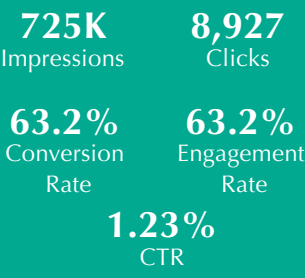 725K 8,927
Impressions Clicks
63.2% 63.2%
Conversion Engagement
Rate Rate
1.23%
CTR